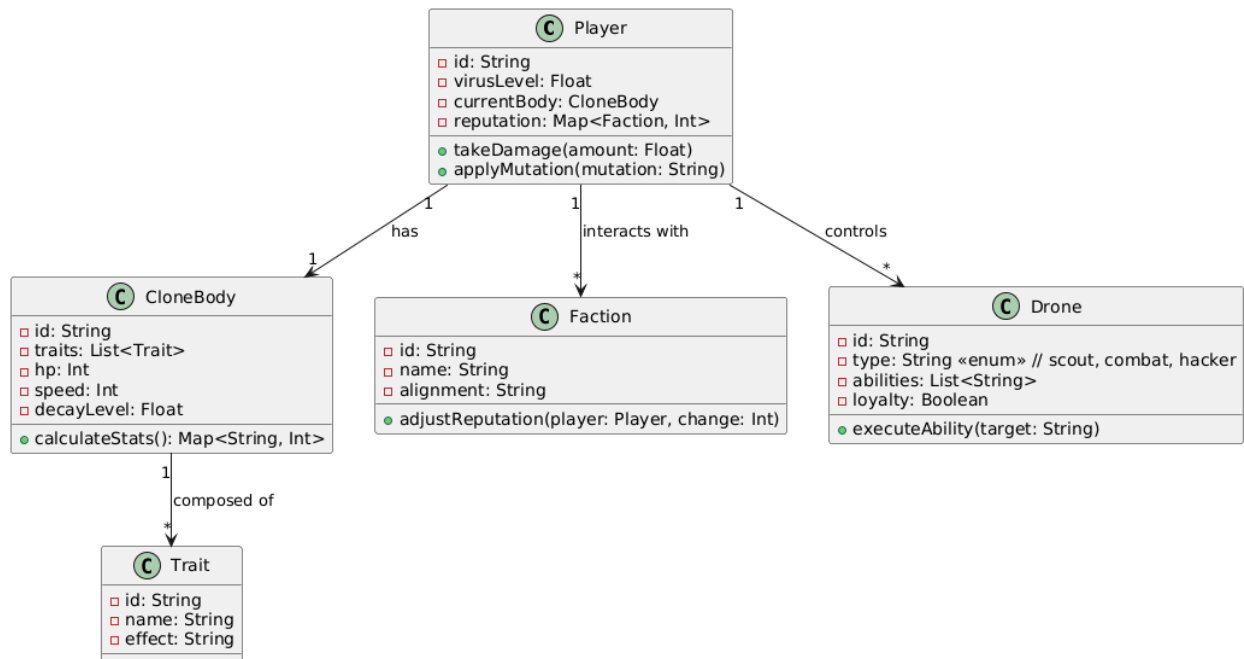 C Player
id: String
virusLevel: Float
currentBody: CloneBody
reputation: Map<Faction, Int>
takeDamage(amount: Float)
applyMutation(mutation: String)
1 1 1
has interacts with controls
1 * *
C CloneBody
id: String
traits: List<Trait>
hp: Int
speed: Int
decayLevel: Float
calculateStats(): Map<String, Int>
C Faction
id: String
name: String
alignment: String
adjustReputation(player: Player, change: Int)
C Drone
id: String
type: String «enum» // scout, combat, hacker
abilities: List<String>
loyalty: Boolean
executeAbility(target: String)
1
composed of
*
C Trait
id: String
name: String
effect: String